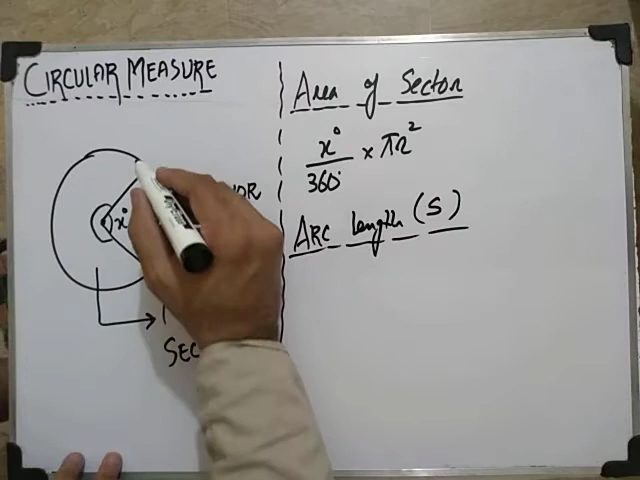 CIRCULAR MEASURE
x°
SEC
Area of Sector
x°/360° × πr²
ARC length (S)